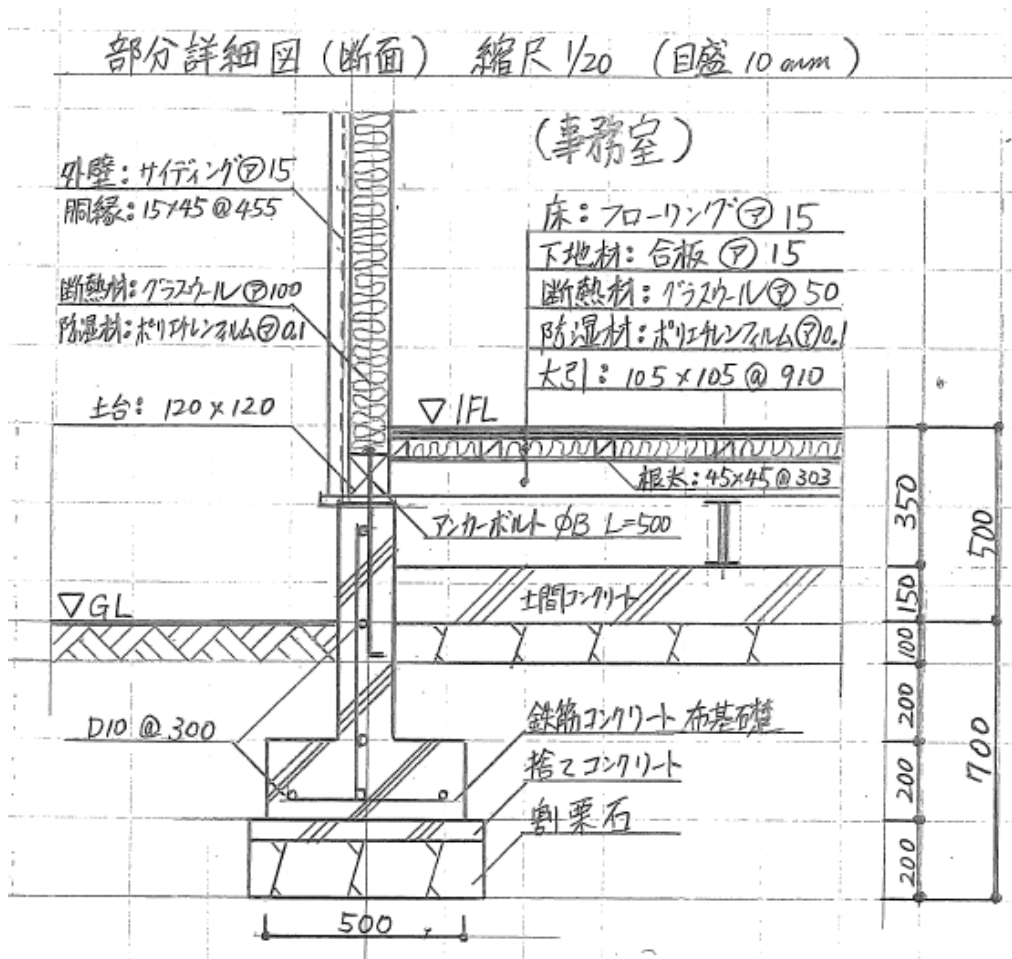 部分詳細図（断面） 縮尺 1/20 （目盛 10mm）
（事務室）
外壁：サイディング㋐15
胴縁：15×45@455
断熱材：グラスウール㋐100
防湿材：ポリエチレンフィルム㋐0.1
土台：120×120
床：フローリング㋐15
下地材：合板㋐15
断熱材：グラスウール㋐50
防湿材：ポリエチレンフィルム㋐0.1
大引：105×105@910
▽1FL
根太：45×45@303
アンカーボルト φ13 L=500
▽GL
土間コンクリート
D10@300
鉄筋コンクリート布基礎
捨てコンクリート
割栗石
350
150
100
200
200
200
500
700
500